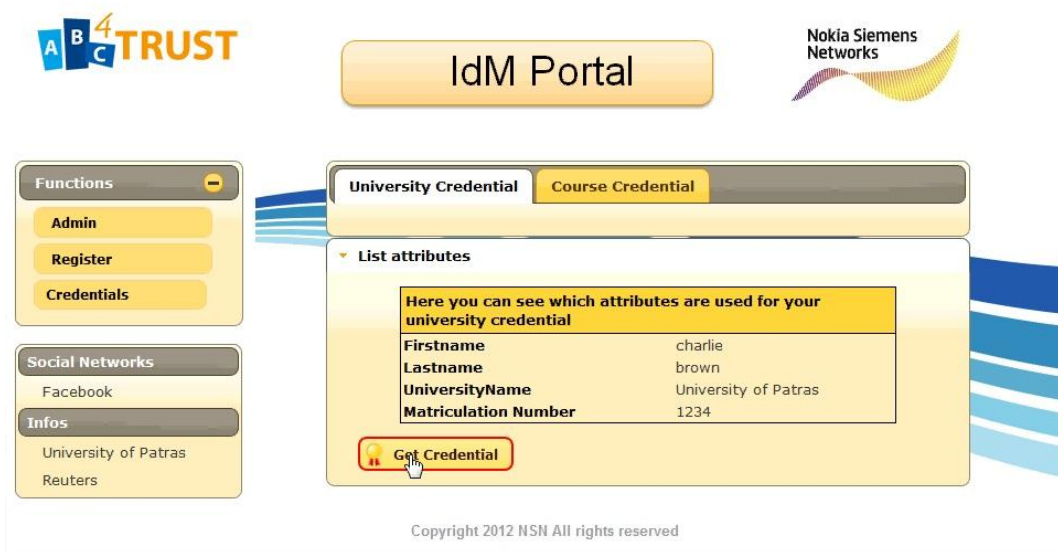 ABC4TRUST
IdM Portal
Nokia Siemens
Networks
Functions
Admin
Register
Credentials
Social Networks
Facebook
Infos
University of Patras
Reuters
University Credential
Course Credential
List attributes
Here you can see which attributes are used for your
university credential
Firstname charlie
Lastname brown
UniversityName University of Patras
Matriculation Number 1234
Get Credential
Copyright 2012 NSN All rights reserved